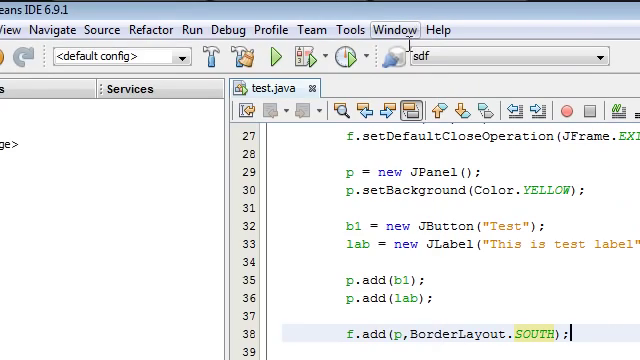 eans IDE 6.9.1
View Navigate Source Refactor Run Debug Profile Team Tools Window Help
<default config> sdf
s Services test.java
27 f.setDefaultCloseOperation(JFrame.EXI
28
ge>
29 p = new JPanel();
30 p.setBackground(Color.YELLOW);
31
32 b1 = new JButton("Test");
33 lab = new JLabel("This is test label"
34
35 p.add(b1);
36 p.add(lab);
37
38 f.add(p,BorderLayout.SOUTH);
39